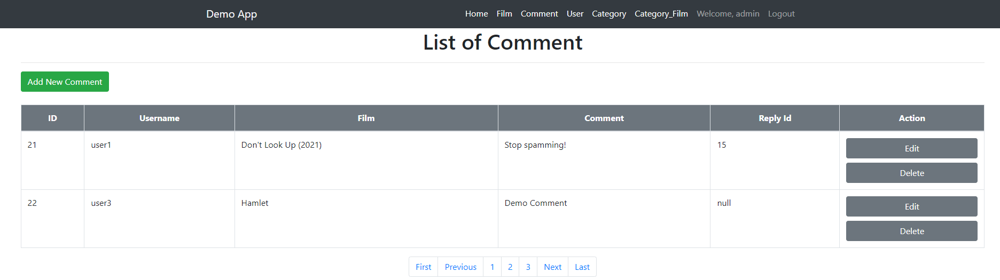 Demo App Home Film Comment User Category Category_Film Welcome, admin Logout
List of Comment
Add New Comment
ID Username Film Comment Reply Id Action
21 user1 Don't Look Up (2021) Stop spamming! 15 Edit
Delete
22 user3 Hamlet Demo Comment null Edit
Delete
First Previous 1 2 3 Next Last